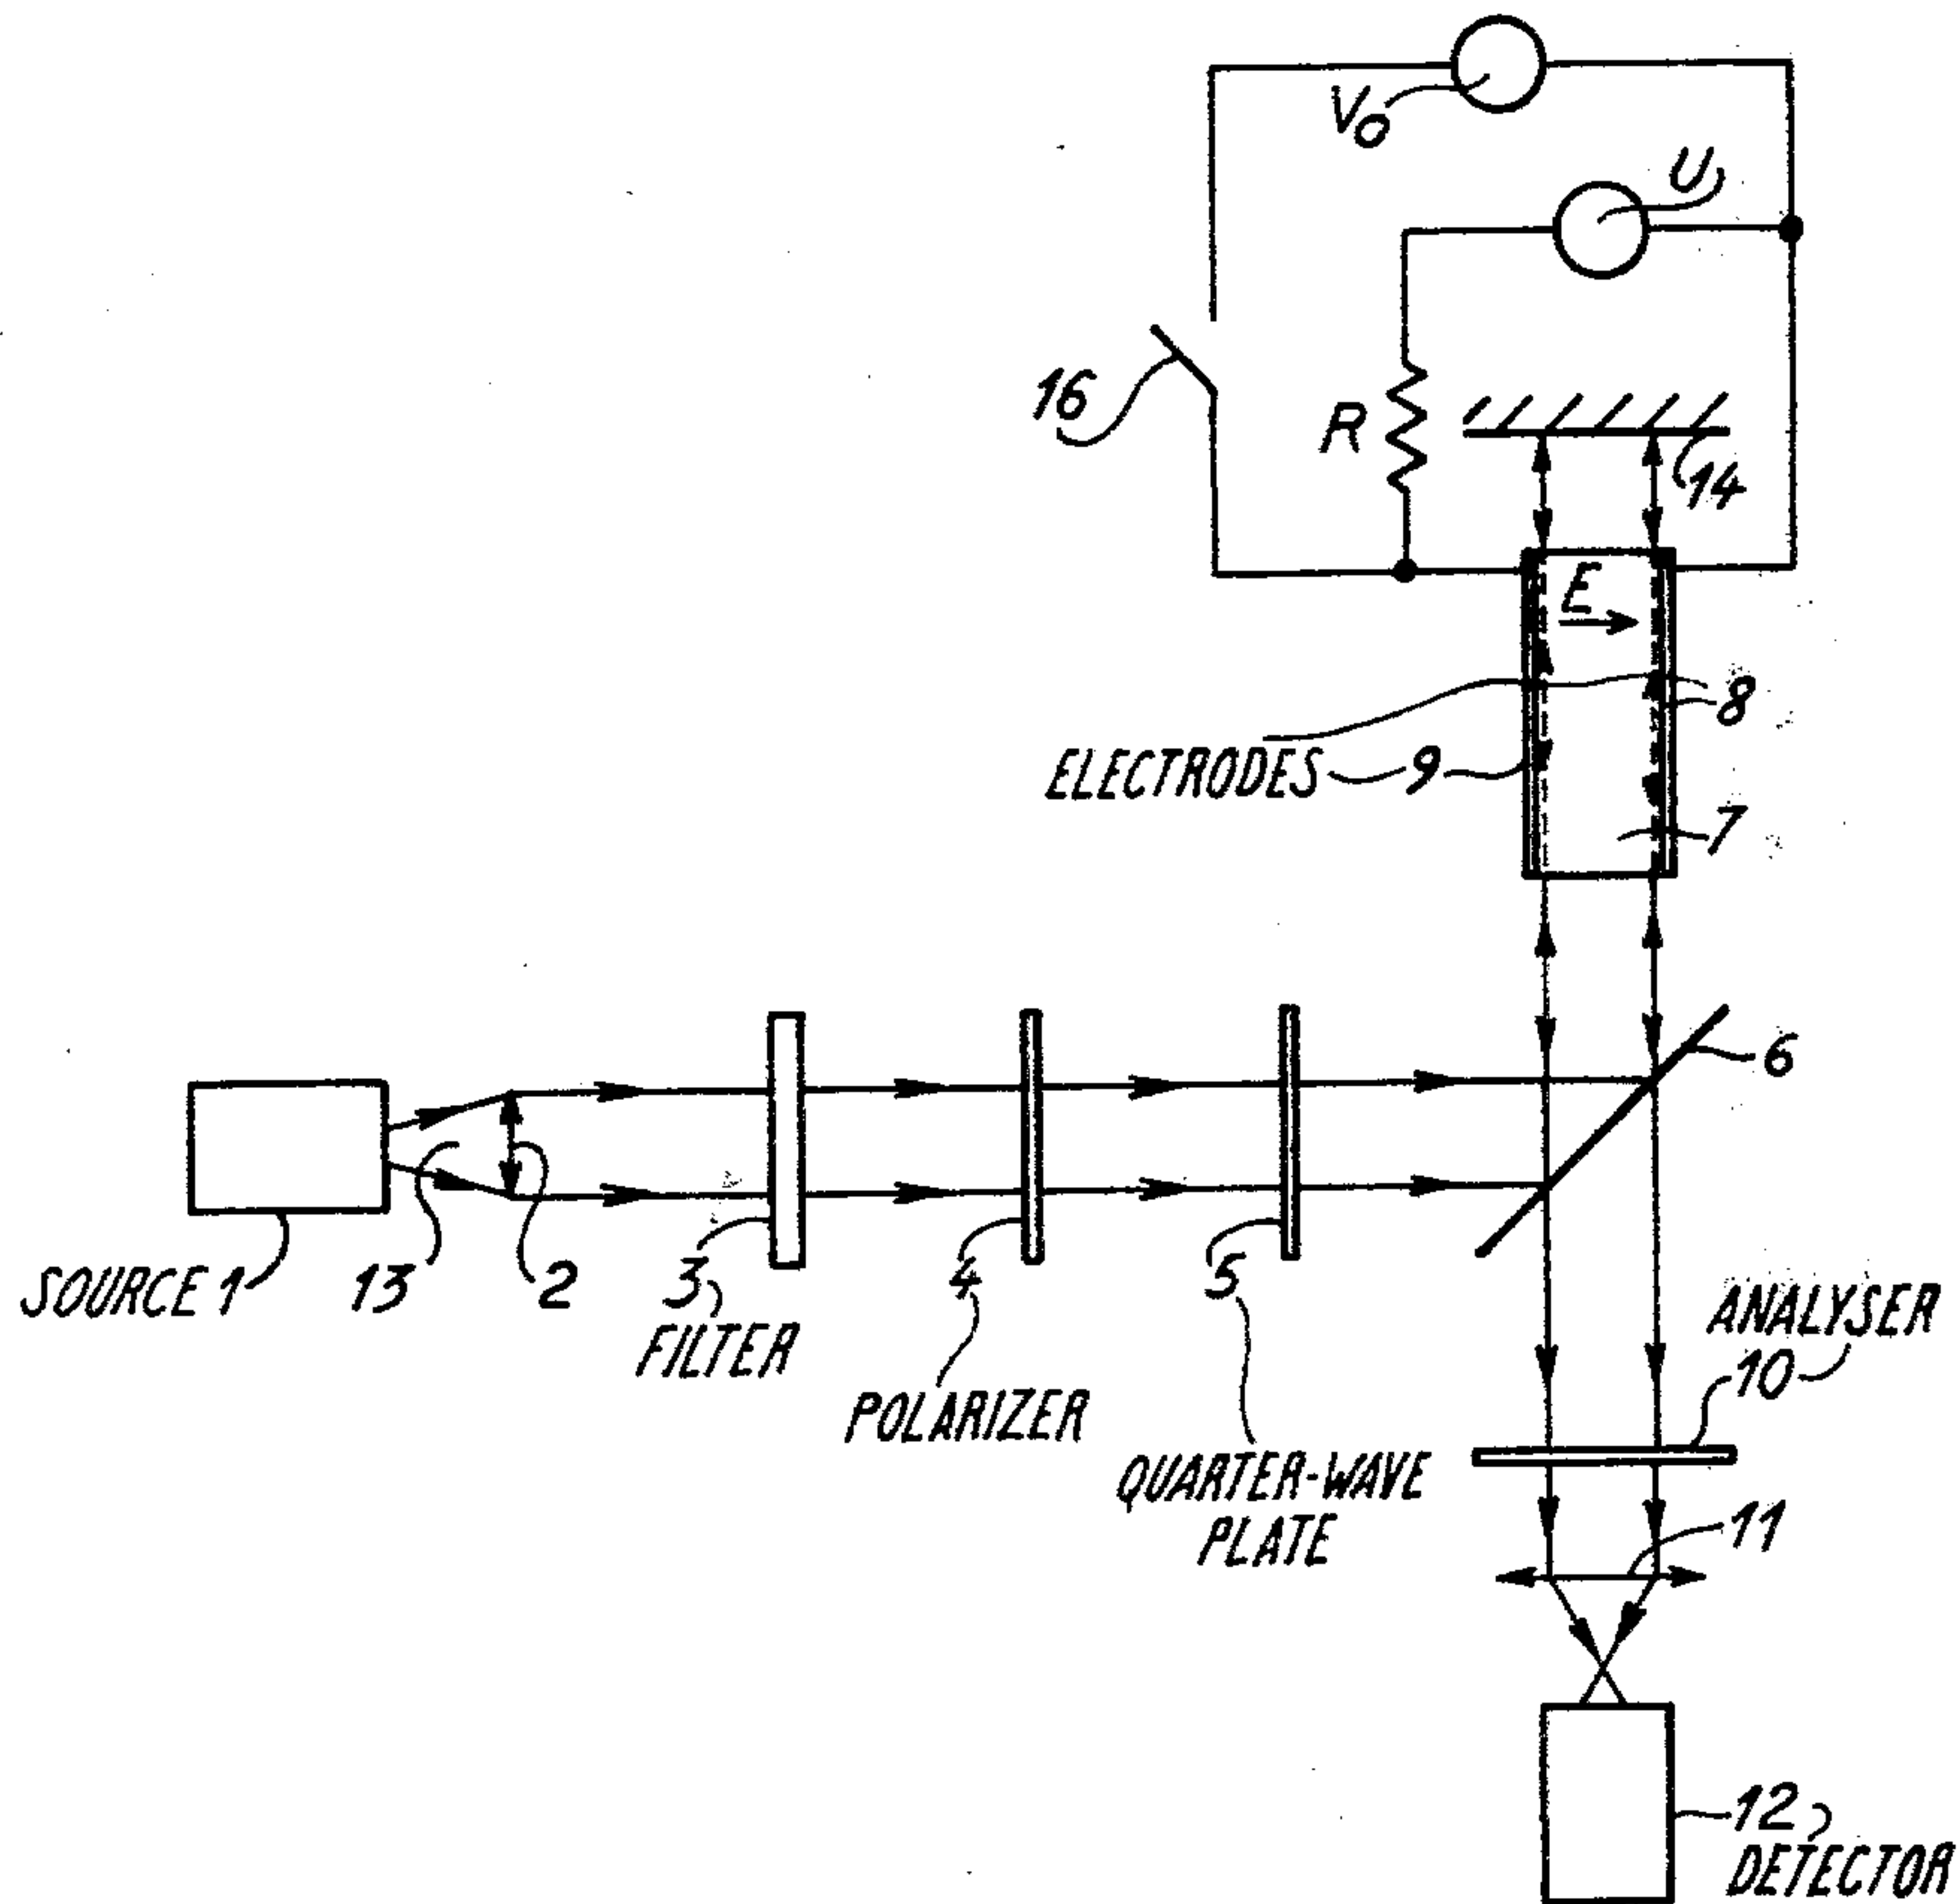 Vo
U
16
R
14
E
8
ELECTRODES 9
7
6
SOURCE 1
13
2
3
FILTER
4
POLARIZER
5
QUARTER-WAVE
PLATE
ANALYSER
10
11
12
DETECTOR